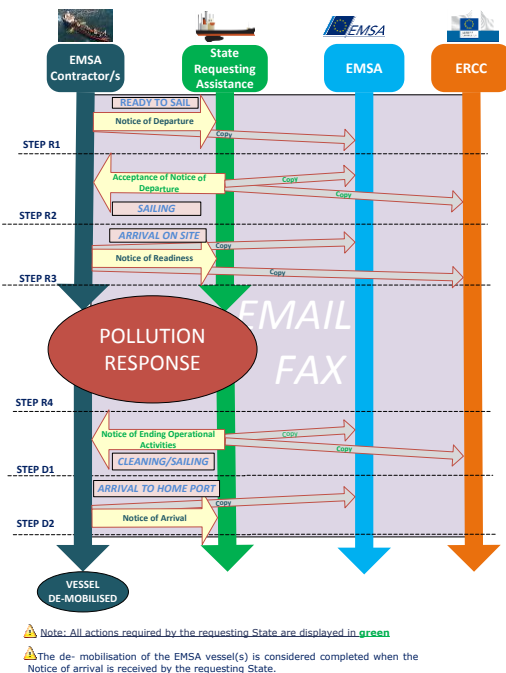 EMSA
EMSA
Contractor/s
State
Requesting
Assistance
EMSA
ERCC
READY TO SAIL
Notice of Departure
Copy
STEP R1
Acceptance of Notice of
Departure
Copy
Copy
SAILING
STEP R2
ARRIVAL ON SITE
Copy
Notice of Readiness
Copy
STEP R3
EMAIL
FAX
POLLUTION
RESPONSE
STEP R4
Notice of Ending Operational
Activities
Copy
Copy
CLEANING/SAILING
STEP D1
ARRIVAL TO HOME PORT
Copy
Notice of Arrival
STEP D2
VESSEL
DE-MOBILISED
Note: All actions required by the requesting State are displayed in green
The de- mobilisation of the EMSA vessel(s) is considered completed when the
Notice of arrival is received by the requesting State.